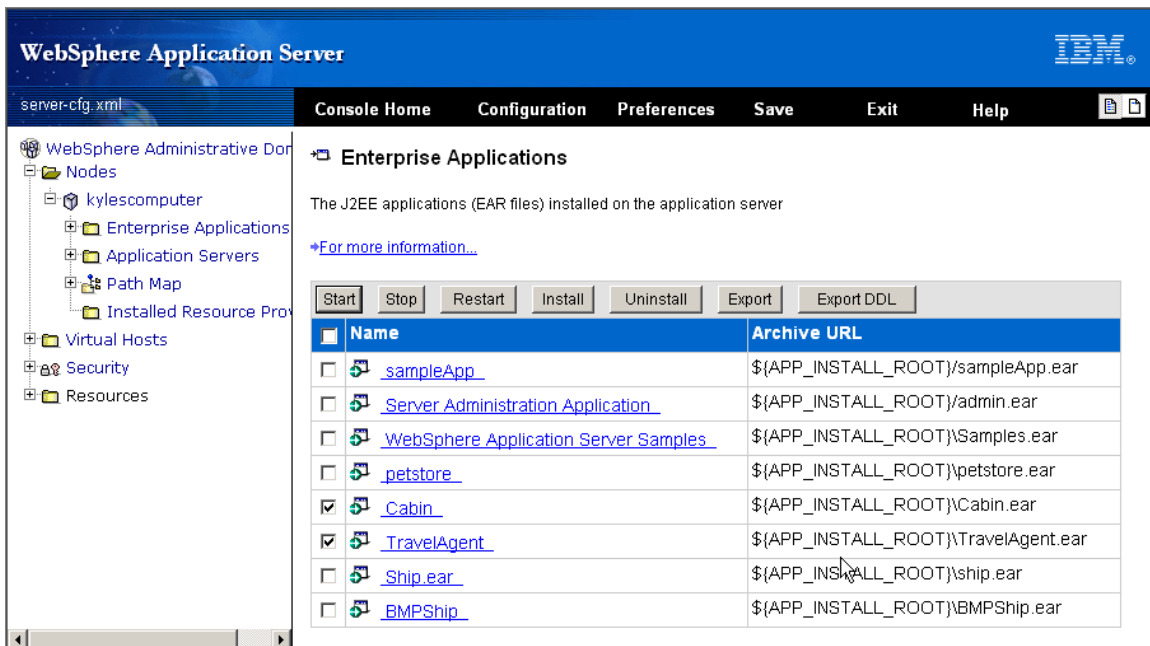 WebSphere Application Server
IBM
server-cfg.xml
Console Home Configuration Preferences Save Exit Help
WebSphere Administrative Dor
Nodes
kylescomputer
Enterprise Applications
Application Servers
Path Map
Installed Resource Prov
Virtual Hosts
Security
Resources
Enterprise Applications
The J2EE applications (EAR files) installed on the application server
For more information...
Start Stop Restart Install Uninstall Export Export DDL
Name Archive URL
sampleApp ${APP_INSTALL_ROOT}/sampleApp.ear
Server Administration Application ${APP_INSTALL_ROOT}/admin.ear
WebSphere Application Server Samples ${APP_INSTALL_ROOT}\Samples.ear
petstore ${APP_INSTALL_ROOT}\petstore.ear
Cabin ${APP_INSTALL_ROOT}\Cabin.ear
TravelAgent ${APP_INSTALL_ROOT}\TravelAgent.ear
Ship.ear ${APP_INSTALL_ROOT}\ship.ear
BMPShip ${APP_INSTALL_ROOT}\BMPShip.ear